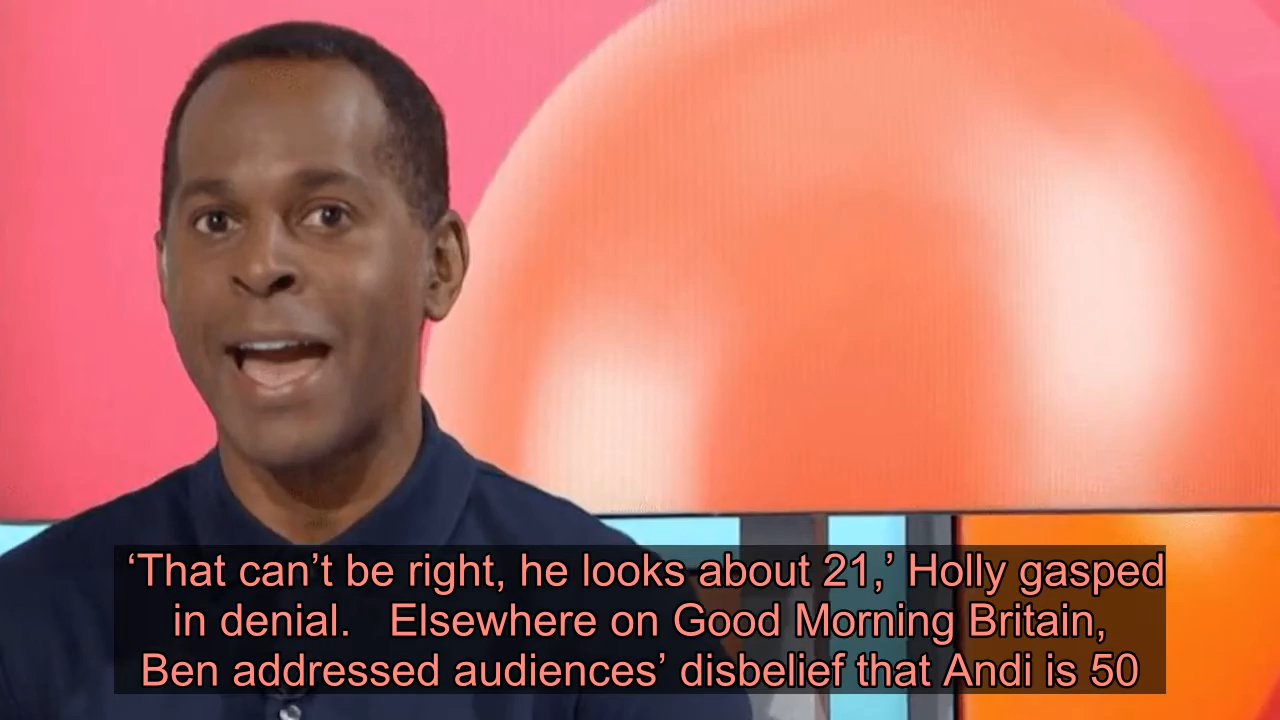 ‘That can’t be right, he looks about 21,’ Holly gasped
in denial.   Elsewhere on Good Morning Britain,
Ben addressed audiences’ disbelief that Andi is 50